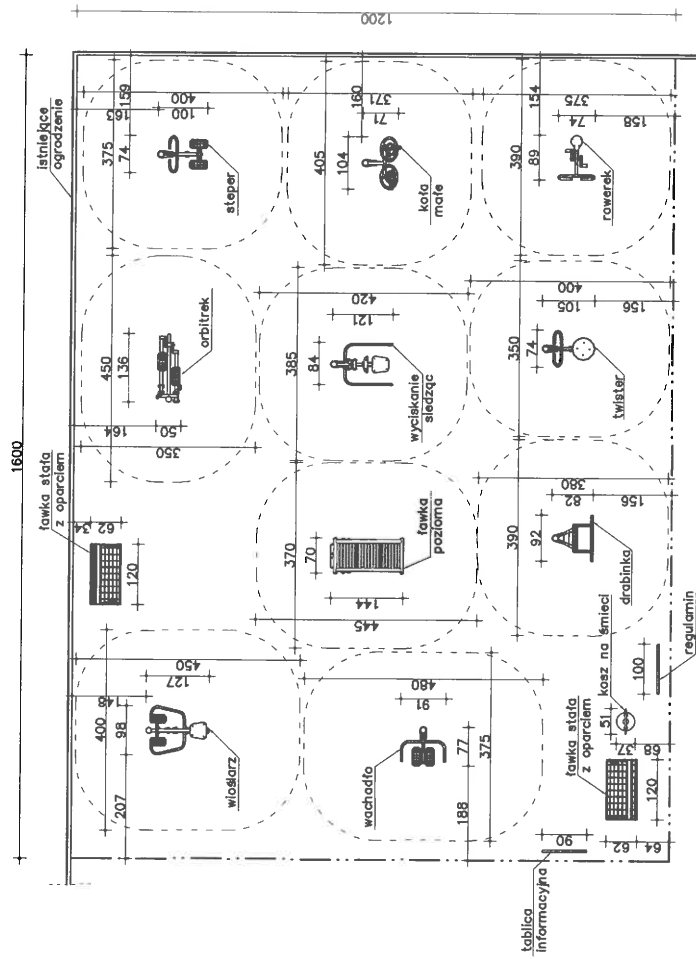 1200
1600
istniejące
ogrodzenie
159
375
74
163
400
100
steper
160
405
104
371
71
koła
małe
154
390
89
375
74
158
rowerek
450
136
164
50
350
orbitrek
385
84
420
121
wyciskanie
siedząc
350
74
400
105
156
twister
ławka stała
z oparciem
34
62
120
370
70
144
445
ławka
pozioma
390
92
380
82
156
drabinka
400
98
207
148
450
127
wioślarz
480
91
77
375
188
wachadło
kosz na śmieci
51
37
68
100
regulamin
ławka stała
z oparciem
120
62
64
90
tablica
informacyjna